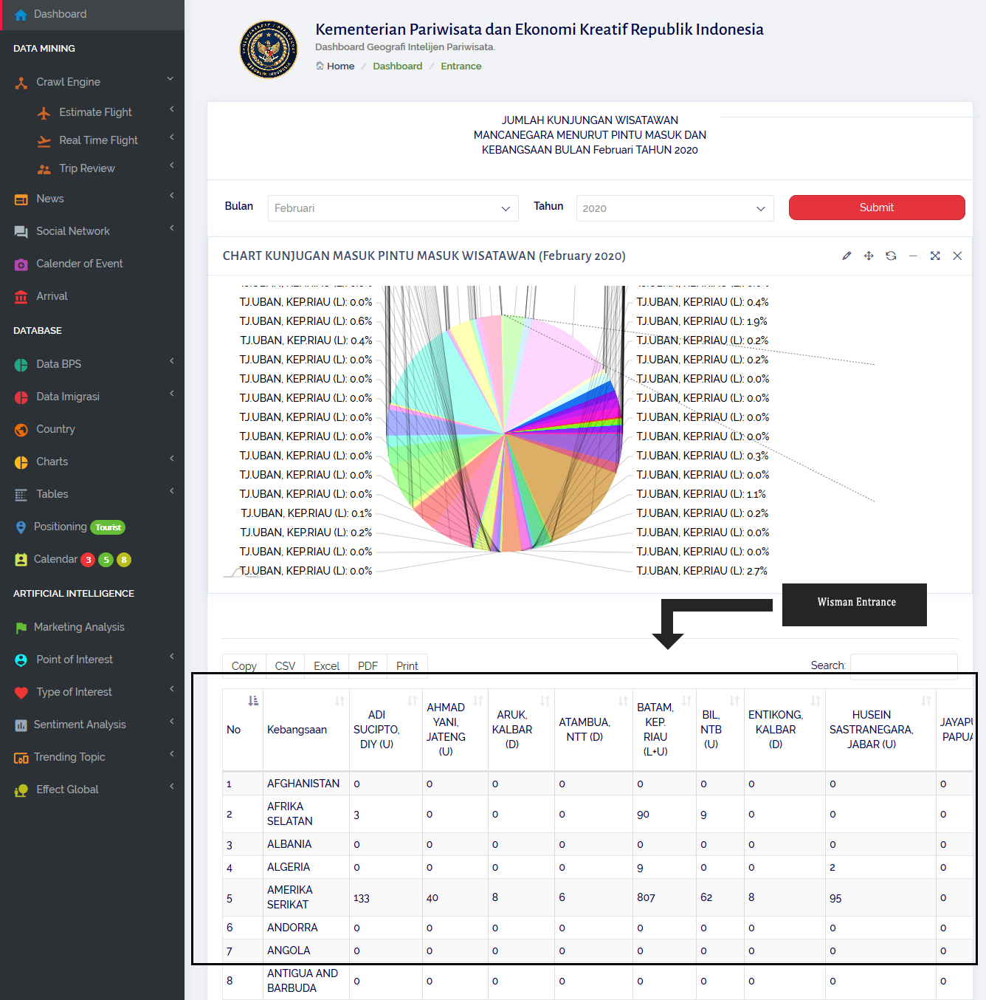 Dashboard
DATA MINING
Crawl Engine
Estimate Flight
Real Time Flight
Trip Review
News
Social Network
Calender of Event
Arrival
DATABASE
Data BPS
Data Imigrasi
Country
Charts
Tables
Positioning Tourist
Calendar 3 5 8
ARTIFICIAL INTELLIGENCE
Marketing Analysis
Point of Interest
Type of Interest
Sentiment Analysis
Trending Topic
Effect Global
Kementerian Pariwisata dan Ekonomi Kreatif Republik Indonesia
Dashboard Geografi Intelijen Pariwisata.
Home / Dashboard / Entrance
JUMLAH KUNJUNGAN WISATAWAN
MANCANEGARA MENURUT PINTU MASUK DAN
KEBANGSAAN BULAN Februari TAHUN 2020
Bulan Februari Tahun 2020 Submit
CHART KUNJUGAN MASUK PINTU MASUK WISATAWAN (February 2020)
TJ.UBAN, KEP.RIAU (L): 0.0% TJ.UBAN, KEP.RIAU (L): 0.4%
TJ.UBAN, KEP.RIAU (L): 0.6% TJ.UBAN, KEP.RIAU (L): 1.9%
TJ.UBAN, KEP.RIAU (L): 0.4% TJ.UBAN, KEP.RIAU (L): 0.2%
TJ.UBAN, KEP.RIAU (L): 0.0% TJ.UBAN, KEP.RIAU (L): 0.2%
TJ.UBAN, KEP.RIAU (L): 0.0% TJ.UBAN, KEP.RIAU (L): 0.0%
TJ.UBAN, KEP.RIAU (L): 0.0% TJ.UBAN, KEP.RIAU (L): 0.0%
TJ.UBAN, KEP.RIAU (L): 0.0% TJ.UBAN, KEP.RIAU (L): 0.0%
TJ.UBAN, KEP.RIAU (L): 0.0% TJ.UBAN, KEP.RIAU (L): 0.0%
TJ.UBAN, KEP.RIAU (L): 0.0% TJ.UBAN, KEP.RIAU (L): 0.3%
TJ.UBAN, KEP.RIAU (L): 0.0% TJ.UBAN, KEP.RIAU (L): 0.0%
TJ.UBAN, KEP.RIAU (L): 0.0% TJ.UBAN, KEP.RIAU (L): 1.1%
TJ.UBAN, KEP.RIAU (L): 0.1% TJ.UBAN, KEP.RIAU (L): 0.2%
TJ.UBAN, KEP.RIAU (L): 0.2% TJ.UBAN, KEP.RIAU (L): 0.0%
TJ.UBAN, KEP.RIAU (L): 0.0% TJ.UBAN, KEP.RIAU (L): 0.0%
TJ.UBAN, KEP.RIAU (L): 0.0% TJ.UBAN, KEP.RIAU (L): 2.7%
Wisman Entrance
Copy CSV Excel PDF Print Search:
No Kebangsaan ADI SUCIPTO, DIY (U) AHMAD YANI, JATENG (U) ARUK, KALBAR (D) ATAMBUA, NTT (D) BATAM, KEP. RIAU (L+U) BIL, NTB (U) ENTIKONG, KALBAR (D) HUSEIN SASTRANEGARA, JABAR (U)
1 AFGHANISTAN 0 0 0 0 0 0 0 0 0
2 AFRIKA SELATAN 3 0 0 0 90 9 0 0 0
3 ALBANIA 0 0 0 0 0 0 0 0 0
4 ALGERIA 0 0 0 0 9 0 0 2 0
5 AMERIKA SERIKAT 133 40 8 6 807 62 8 95 0
6 ANDORRA 0 0 0 0 0 0 0 0 0
7 ANGOLA 0 0 0 0 0 0 0 0 0
8 ANTIGUA AND BARBUDA 0 0 0 0 0 0 0 0 0